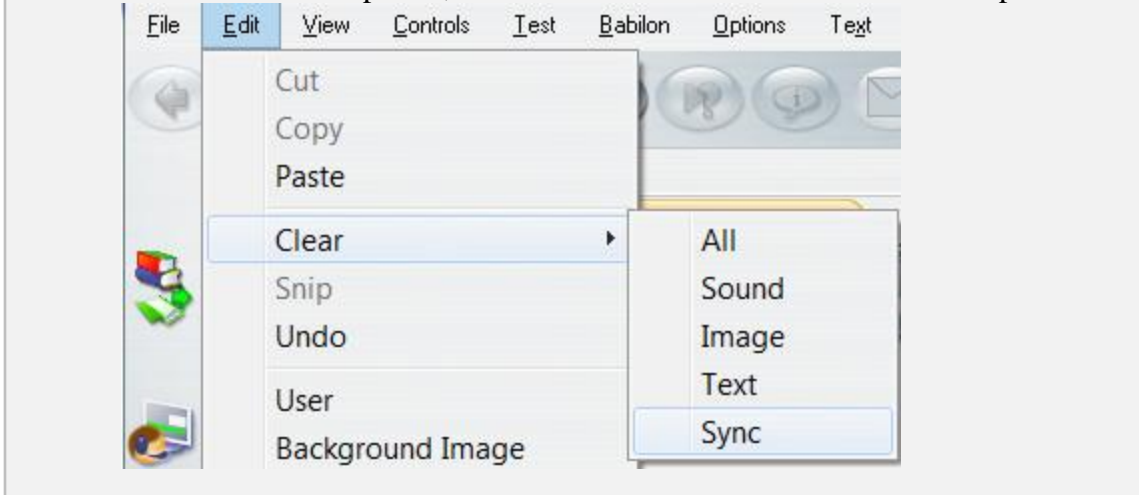 File Edit View Controls Test Babilon Options Text
Cut
Copy
Paste
Clear
All
Snip
Sound
Undo
Image
Text
User
Sync
Background Image